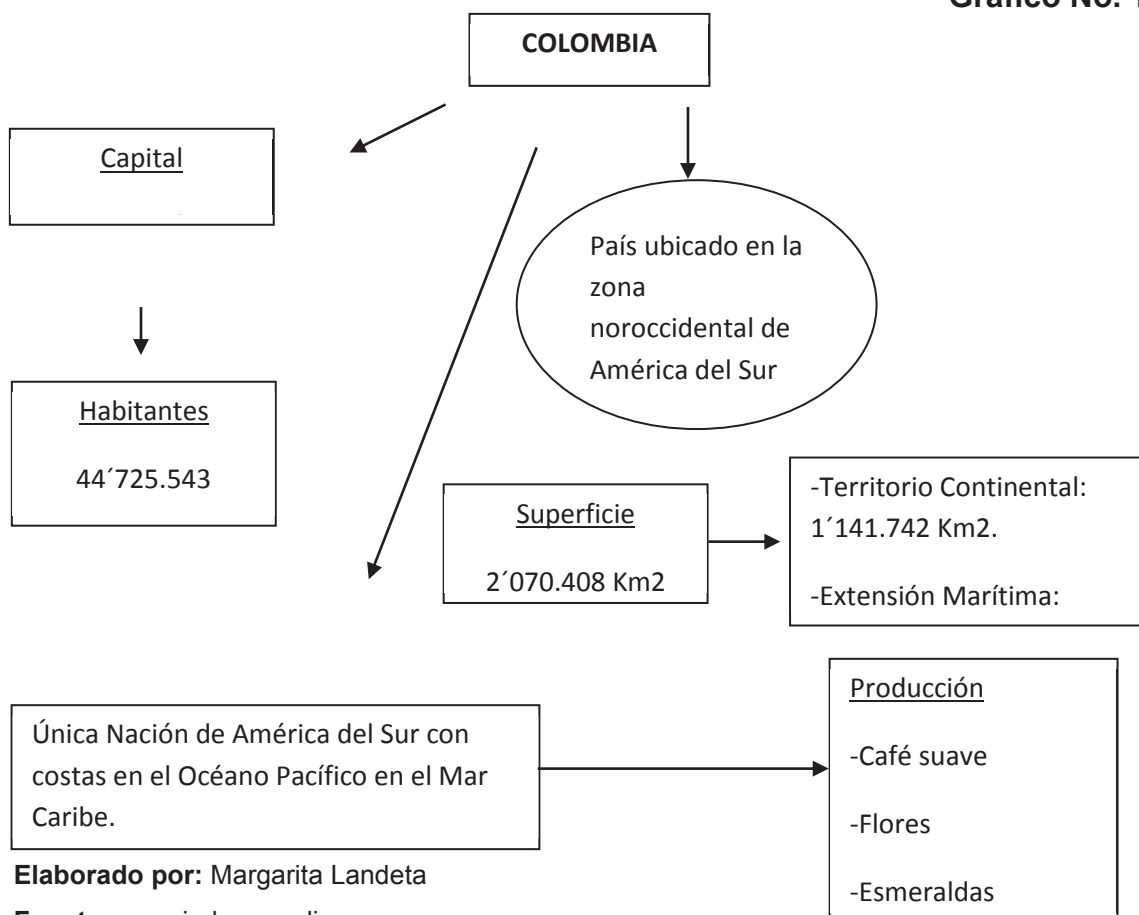 Gráfico No.
COLOMBIA
Capital
País ubicado en la
zona
noroccidental de
América del Sur
Habitantes
44´725.543
Superficie
2´070.408 Km2
-Territorio Continental:
1´141.742 Km2.
-Extensión Marítima:
Única Nación de América del Sur con
costas en el Océano Pacífico en el Mar
Caribe.
Producción
-Café suave
-Flores
-Esmeraldas
Elaborado por: Margarita Landeta